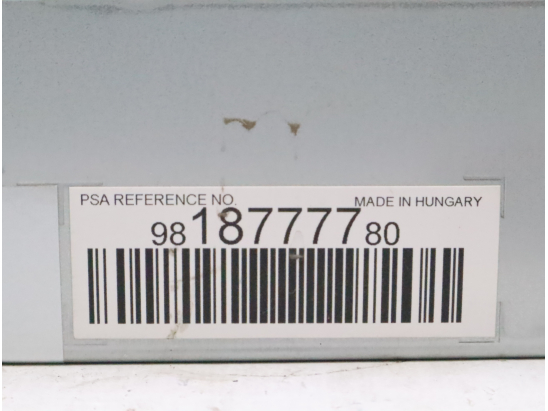 PSA REFERENCE NO. MADE IN HUNGARY
9818777780